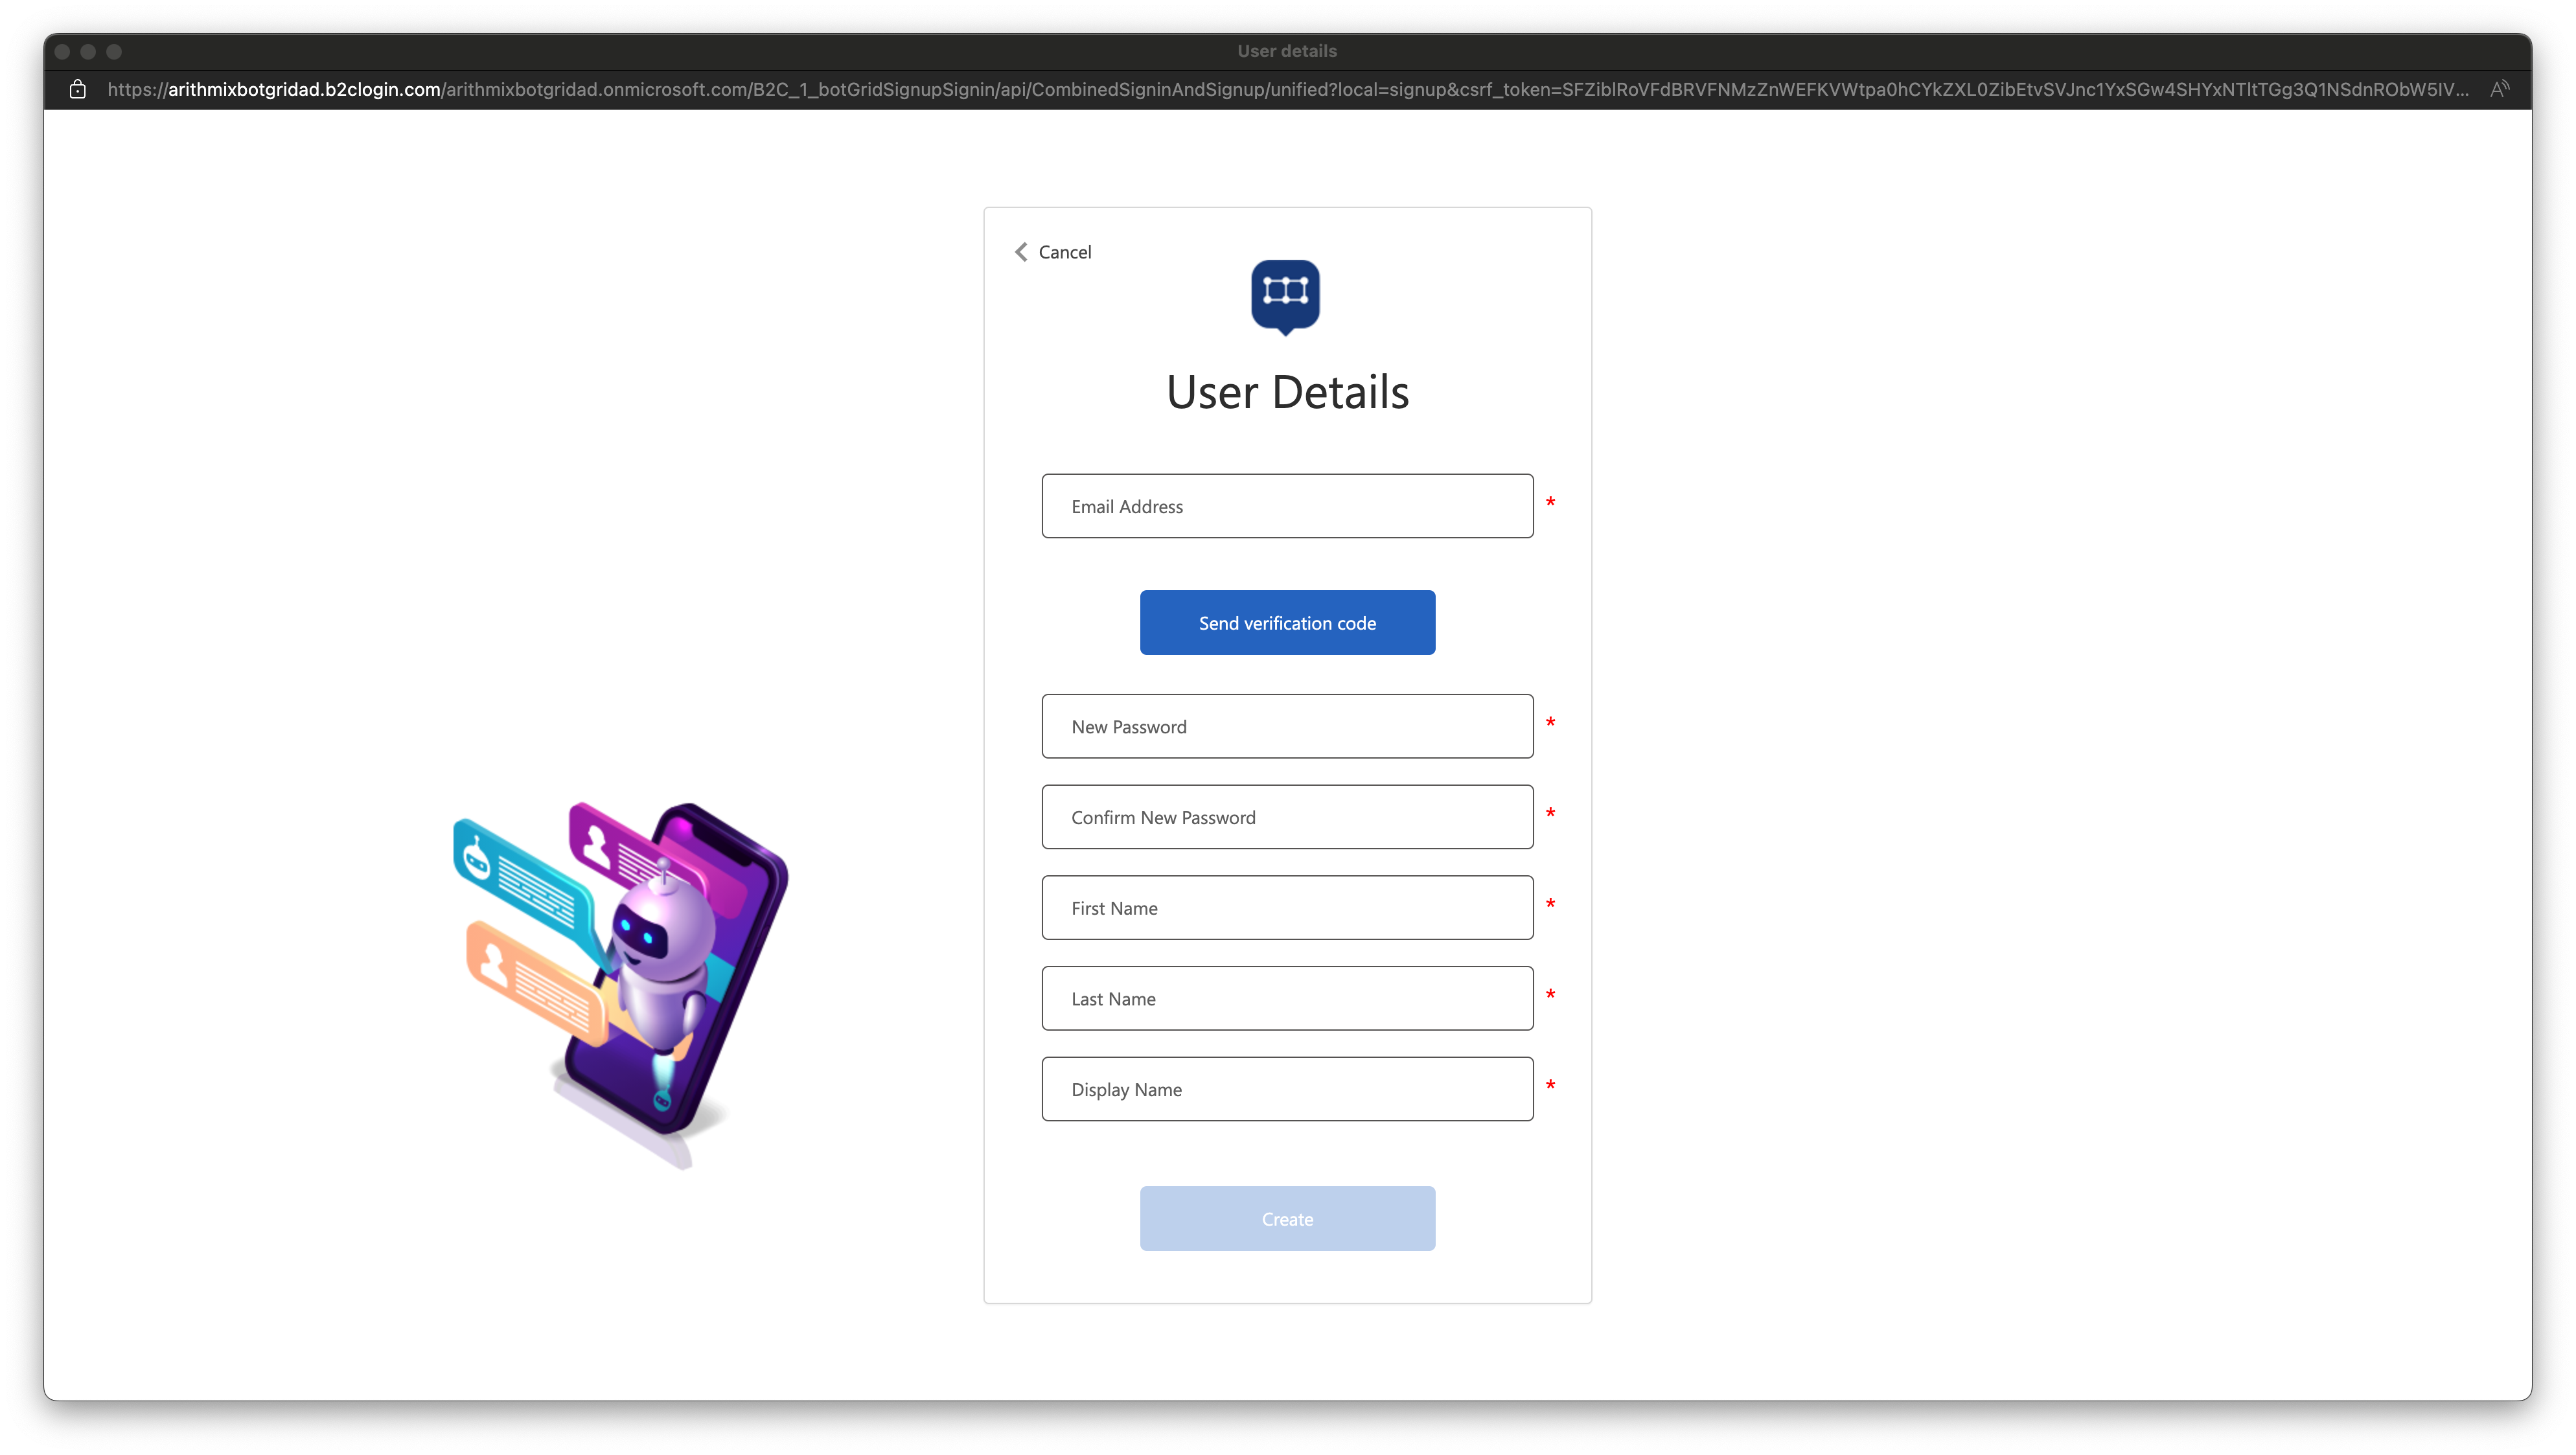 User details
https://arithmixbotgridad.b2clogin.com/arithmixbotgridad.onmicrosoft.com/B2C_1_botGridSignupSignin/api/CombinedSigninAndSignup/unified?local=signup&csrf_token=SFZiblRoVFdBRVFNMzZnWEFKVWtpa0hCYkZXL0ZibEtvSVJnc1YxSGw4SHYxNTltTGg3Q1NSdnRObW5IV...
Cancel
User Details
Email Address *
Send verification code
New Password *
Confirm New Password *
First Name *
Last Name *
Display Name *
Create